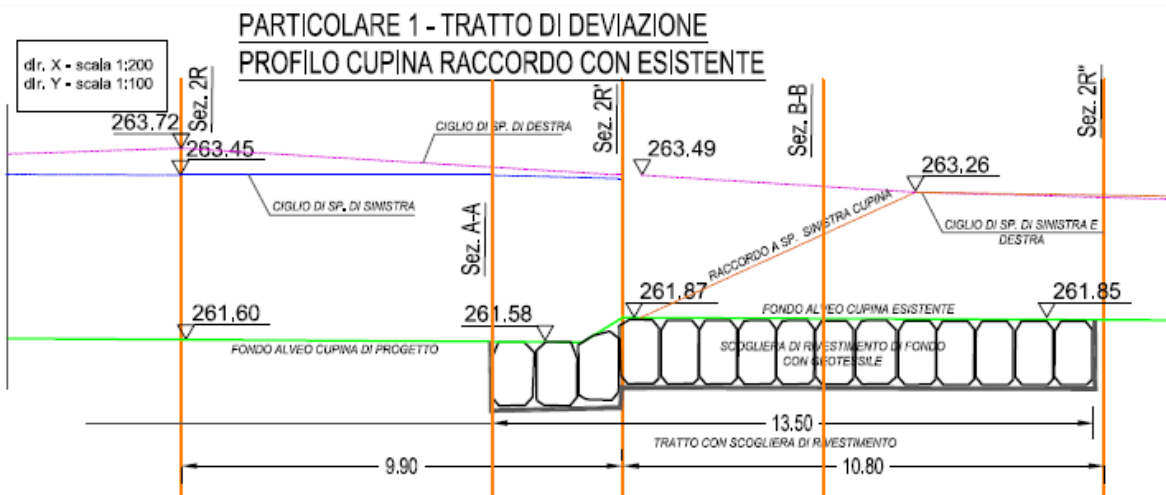 PARTICOLARE 1 - TRATTO DI DEVIAZIONE
PROFILO CUPINA RACCORDO CON ESISTENTE
dir. X - scala 1:200
dir. Y - scala 1:100
Sez. 2R
Sez. 2R'
Sez. B-B
Sez. 2R"
263.72
CIGLIO DI SP. DI DESTRA
263.45
263.49
263.26
CIGLIO DI SP. DI SINISTRA
RACCORDO A SP. SINISTRA CUPINA
CIGLIO DI SP. DI SINISTRA E
DESTRA
Sez. A-A
261.60
261.58
261.87
FONDO ALVEO CUPINA ESISTENTE
261.85
FONDO ALVEO CUPINA DI PROGETTO
SCOGLIERA DI RIVESTIMENTO DI FONDO
CON GEOTESSILE
13.50
TRATTO CON SCOGLIERA DI RIVESTIMENTO
9.90
10.80